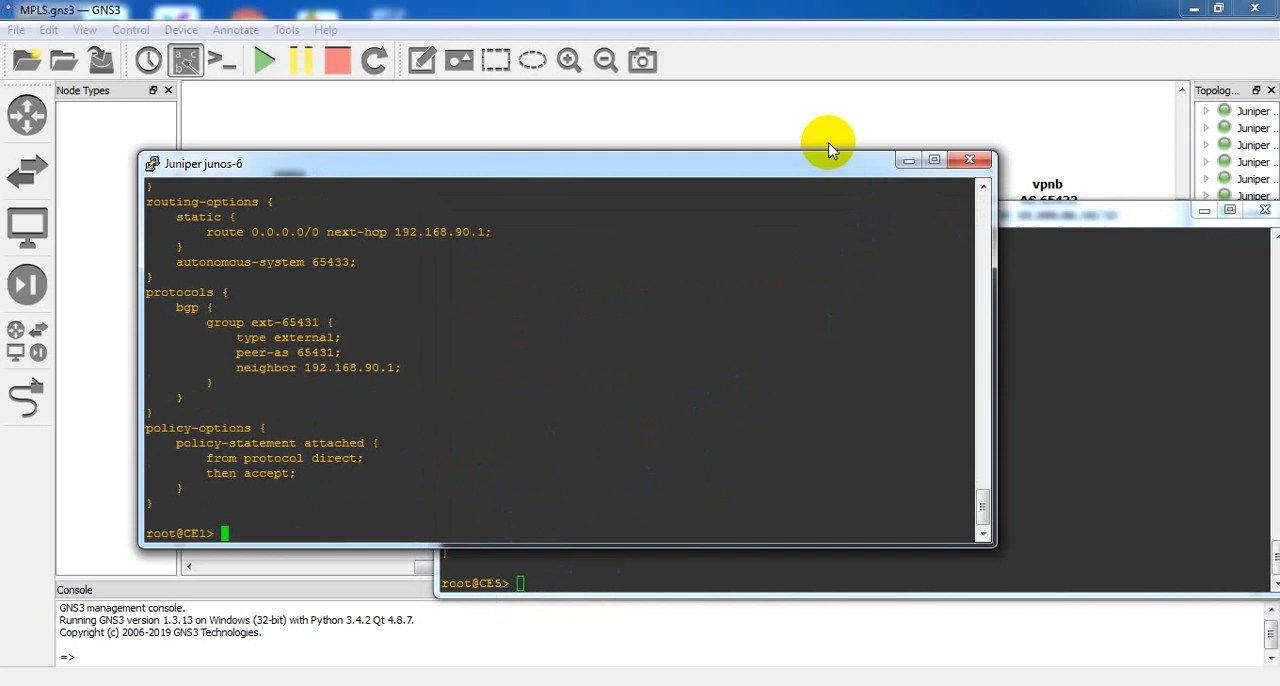 MPLS.gns3 — GNS3
File Edit View Control Device Annotate Tools Help
Node Types
Topolog...
Juniper ...
Juniper ...
Juniper ...
Juniper ...
Juniper ...
Juniper ...
vpnb
AS 65432
Juniper junos-6
}
routing-options {
static {
route 0.0.0.0/0 next-hop 192.168.90.1;
}
autonomous-system 65433;
}
protocols {
bgp {
group ext-65431 {
type external;
peer-as 65431;
neighbor 192.168.90.1;
}
}
}
policy-options {
policy-statement attached {
from protocol direct;
then accept;
}
}
root@CE1>
}
root@CE5>
Console
GNS3 management console.
Running GNS3 version 1.3.13 on Windows (32-bit) with Python 3.4.2 Qt 4.8.7.
Copyright (c) 2006-2019 GNS3 Technologies.
=>